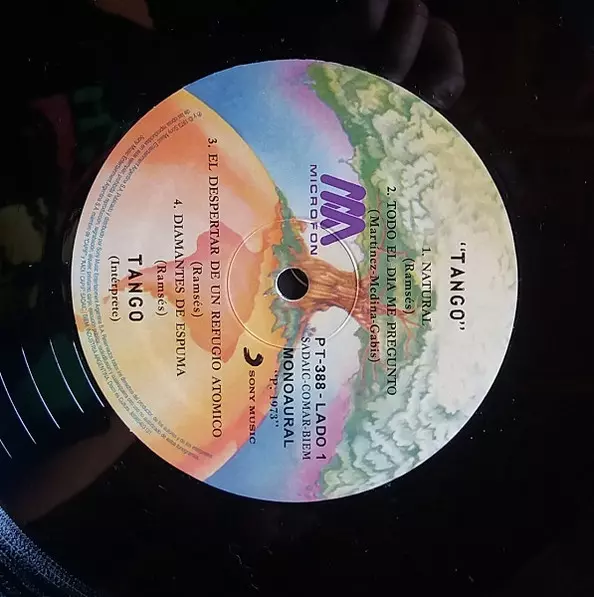 "TANGO"
1. NATURAL
(Ramsés)
2. TODO EL DIA ME PREGUNTO
(Martinez-Medina-Gabis)
MICROFON
PT-388 - LADO 1
SADAIC-COMAR-BIEM
MONOAURAL
"P. 1973"
SONY MUSIC
3. EL DESPERTAR DE UN REFUGIO ATOMICO
(Ramsés)
4. DIAMANTES DE ESPUMA
(Ramsés)
TANGO
(Intérprete)